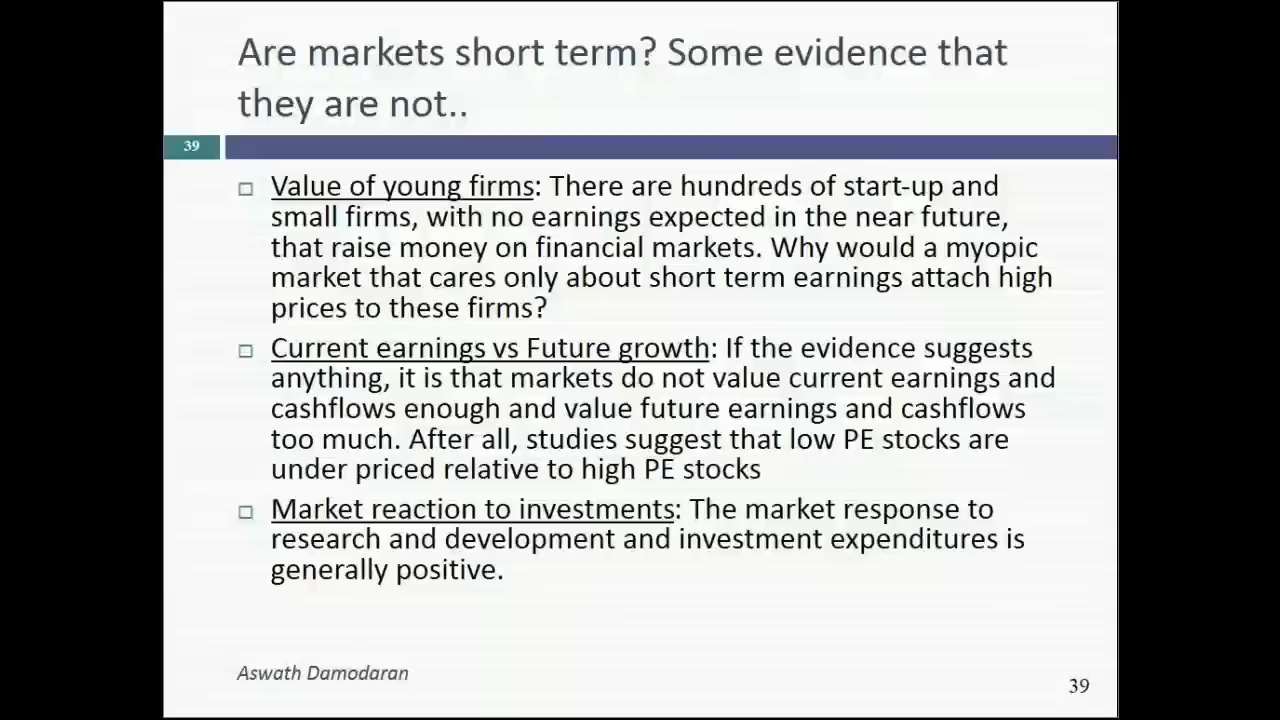 Are markets short term? Some evidence that
they are not..
39
Value of young firms: There are hundreds of start-up and
small firms, with no earnings expected in the near future,
that raise money on financial markets. Why would a myopic
market that cares only about short term earnings attach high
prices to these firms?
Current earnings vs Future growth: If the evidence suggests
anything, it is that markets do not value current earnings and
cashflows enough and value future earnings and cashflows
too much. After all, studies suggest that low PE stocks are
under priced relative to high PE stocks
Market reaction to investments: The market response to
research and development and investment expenditures is
generally positive.
Aswath Damodaran
39